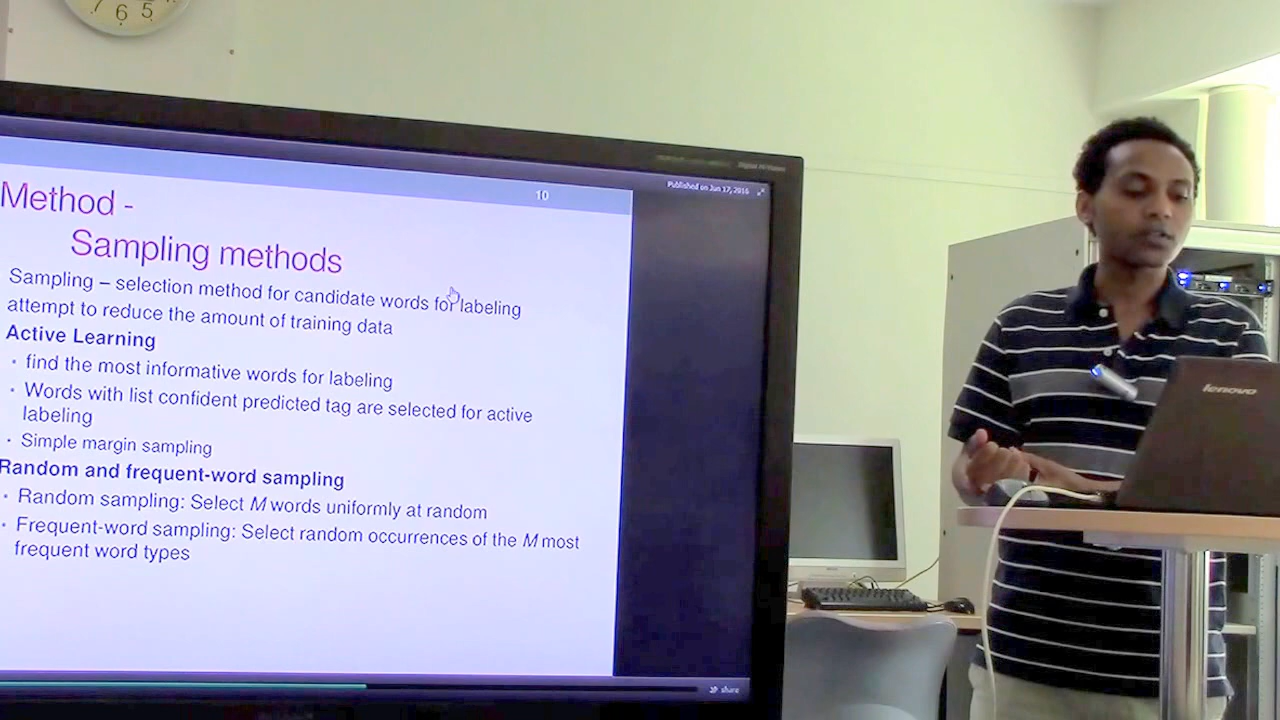 7 6 5
Published on Jun 17, 2016
10
Method -
Sampling methods
Sampling – selection method for candidate words for labeling
attempt to reduce the amount of training data
Active Learning
• find the most informative words for labeling
• Words with list confident predicted tag are selected for active
labeling
• Simple margin sampling
Random and frequent-word sampling
• Random sampling: Select M words uniformly at random
• Frequent-word sampling: Select random occurrences of the M most
frequent word types
share
lenovo